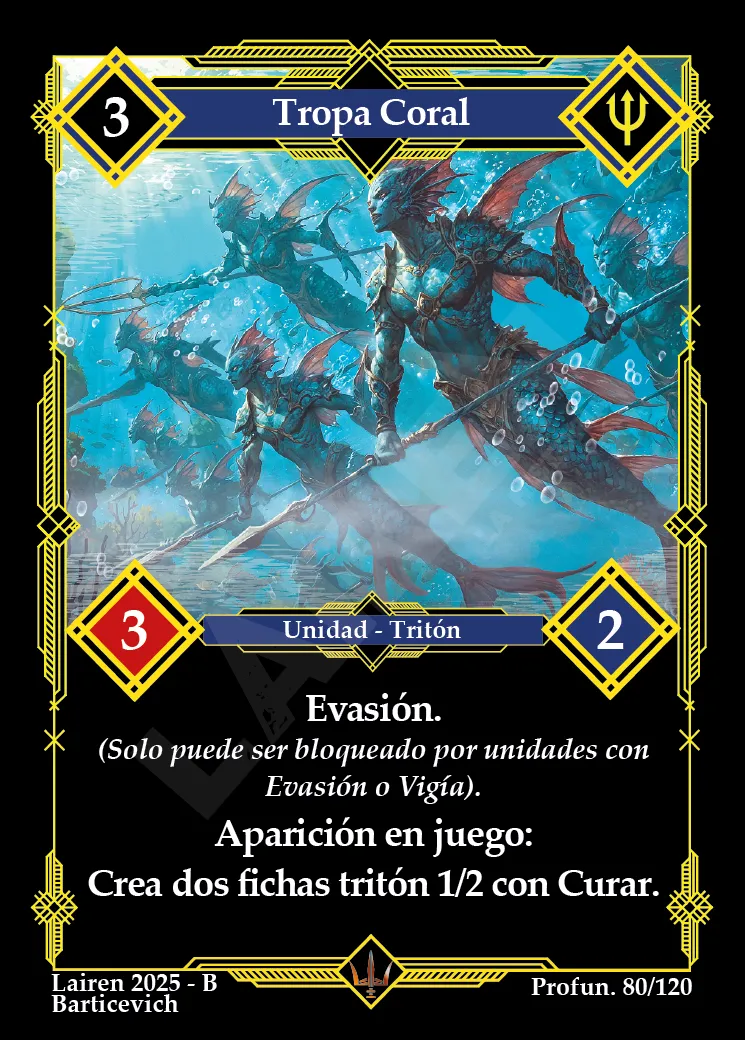 3
Tropa Coral
3
Unidad - Tritón
2
Evasión.
(Solo puede ser bloqueado por unidades con
Evasión o Vigía).
Aparición en juego:
Crea dos fichas tritón 1/2 con Curar.
Lairen 2025 - B
Barticevich
Profun. 80/120